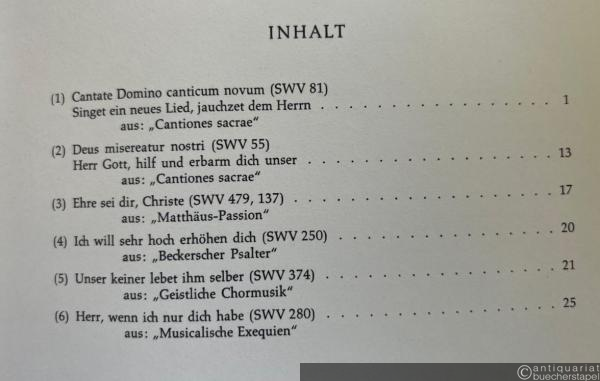 INHALT
(1) Cantate Domino canticum novum (SWV 81)
Singet ein neues Lied, jauchzet dem Herrn . . . . . . . . . . . . . . . . 1
aus: „Cantiones sacrae“
(2) Deus misereatur nostri (SWV 55)
Herr Gott, hilf und erbarm dich unser . . . . . . . . . . . . . . . . . 13
aus: „Cantiones sacrae“
(3) Ehre sei dir, Christe (SWV 479, 137) . . . . . . . . . . . . . . . . . 17
aus: „Matthäus-Passion“
(4) Ich will sehr hoch erhöhen dich (SWV 250) . . . . . . . . . . . . . . 20
aus: „Beckerscher Psalter“
(5) Unser keiner lebet ihm selber (SWV 374) . . . . . . . . . . . . . . . 21
aus: „Geistliche Chormusik“
(6) Herr, wenn ich nur dich habe (SWV 280) . . . . . . . . . . . . . . . 25
aus: „Musicalische Exequien“
©antiquariat
buecherstapel